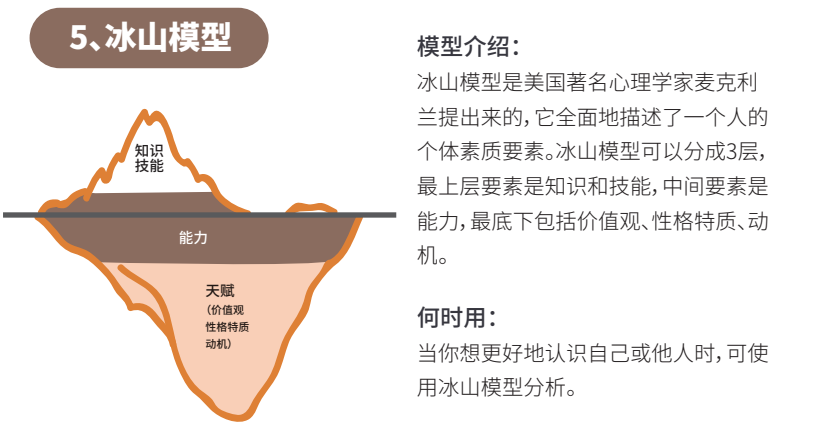 5、冰山模型
知识
技能
能力
天赋
（价值观
性格特质
动机）
模型介绍：
冰山模型是美国著名心理学家麦克利
兰提出来的，它全面地描述了一个人的
个体素质要素。冰山模型可以分成3层，
最上层要素是知识和技能，中间要素是
能力，最底下包括价值观、性格特质、动
机。
何时用：
当你想更好地认识自己或他人时，可使
用冰山模型分析。